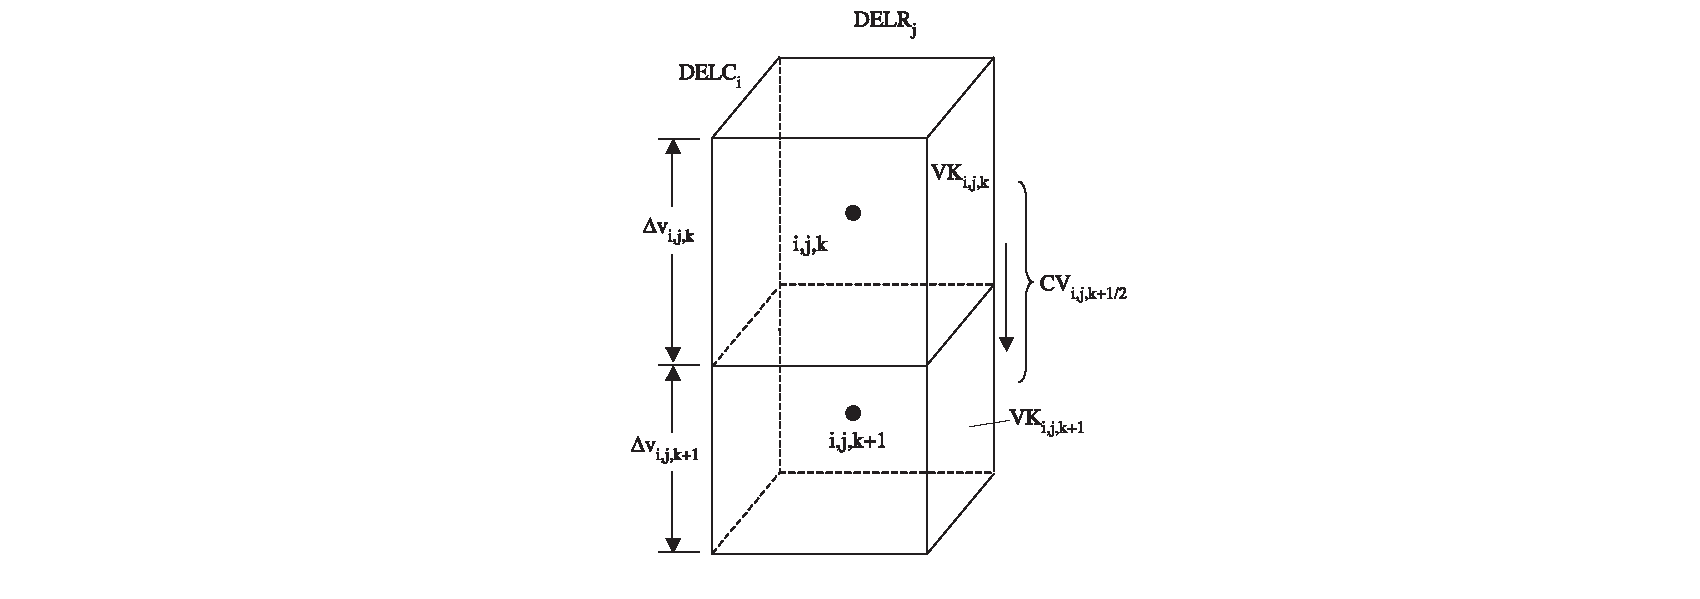 DELRj
DELCi
VKi,j,k
Δvi,j,k
i,j,k
CVi,j,k+1/2
VKi,j,k+1
i,j,k+1
Δvi,j,k+1